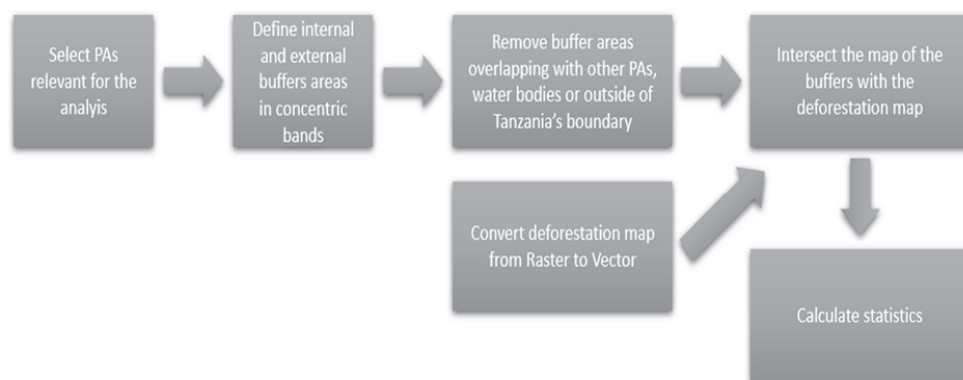 Select PAs
relevant for the
analyis
Define internal
and external
buffers areas
in concentric
bands
Remove buffer areas
overlapping with other PAs,
water bodies or outside of
Tanzania's boundary
Intersect the map of the
buffers with the
deforestation map
Convert deforestation map
from Raster to Vector
Calculate statistics